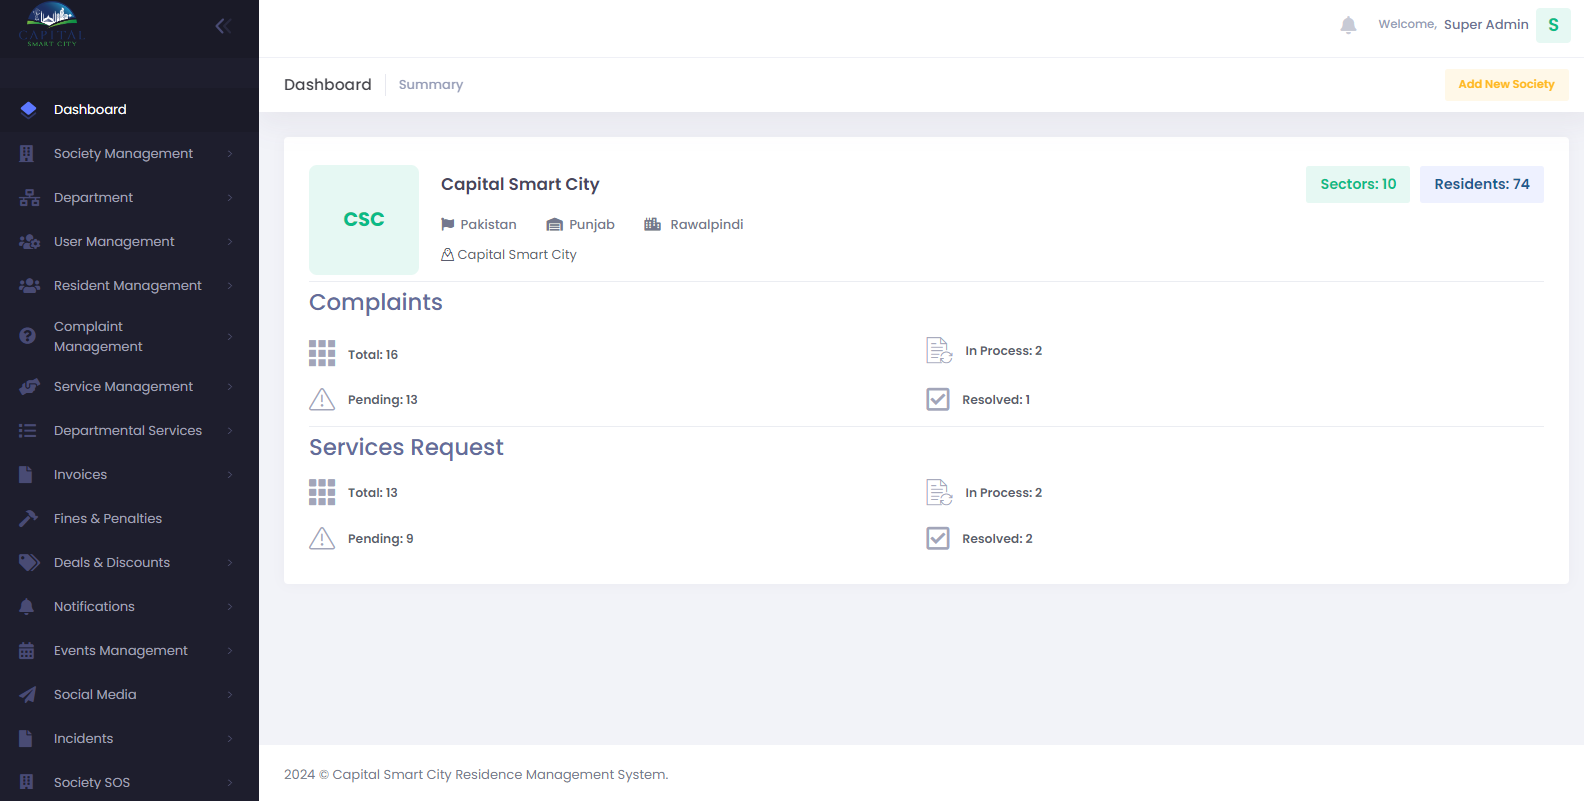 CAPITAL
SMART CITY
Welcome, Super Admin S
Dashboard Summary
Add New Society
Dashboard
Society Management
Department
User Management
Resident Management
Complaint
Management
Service Management
Departmental Services
Invoices
Fines & Penalties
Deals & Discounts
Notifications
Events Management
Social Media
Incidents
Society SOS
CSC
Capital Smart City
Sectors: 10 Residents: 74
Pakistan Punjab Rawalpindi
Capital Smart City
Complaints
Total: 16 In Process: 2
Pending: 13 Resolved: 1
Services Request
Total: 13 In Process: 2
Pending: 9 Resolved: 2
2024 © Capital Smart City Residence Management System.